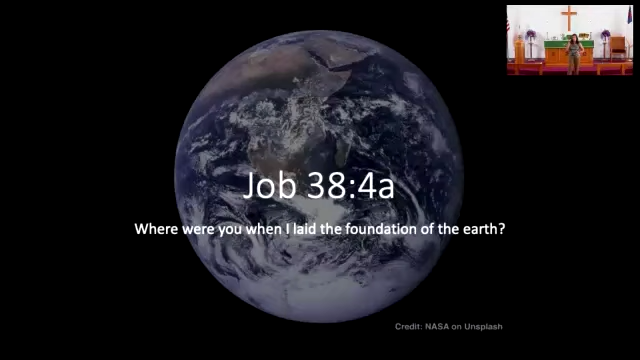 Job 38:4a
Where were you when I laid the foundation of the earth?
Credit: NASA on Unsplash